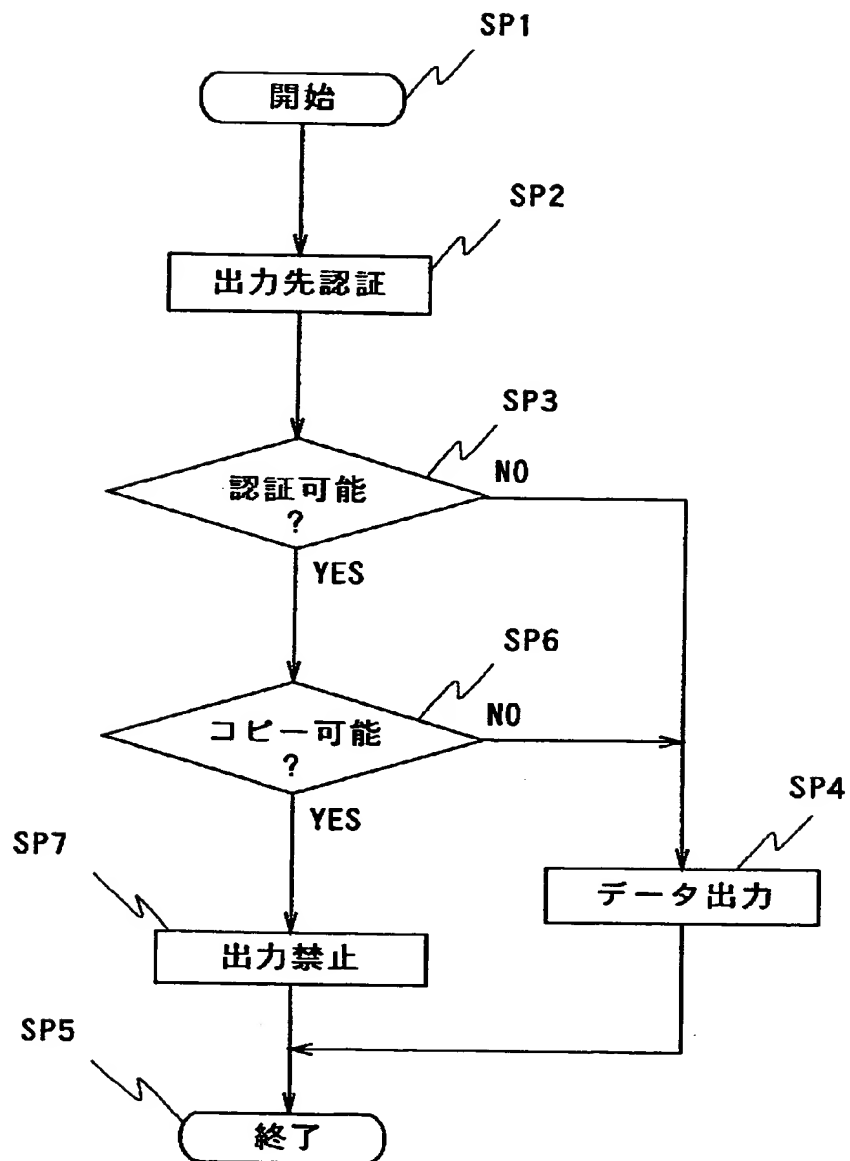 SP1
開始
SP2
出力先認証
SP3
認証可能
?
NO
YES
SP6
コピー可能
?
NO
YES
SP4
データ出力
SP7
出力禁止
SP5
終了